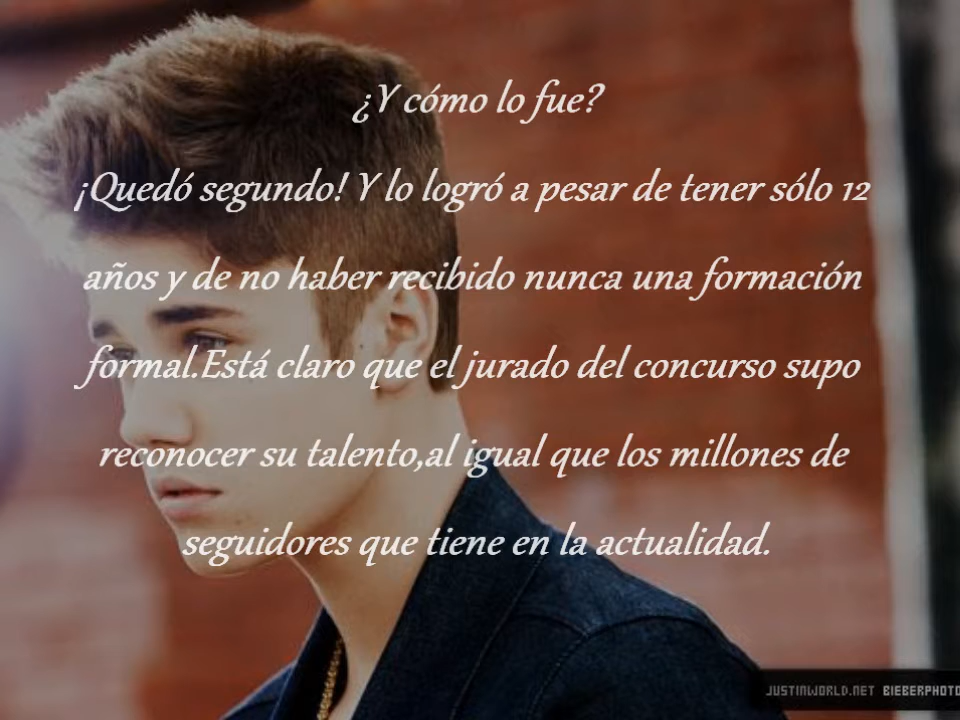 ¿Y cómo lo fue?
¡Quedó segundo! Y lo logró a pesar de tener sólo 12
años y de no haber recibido nunca una formación
formal.Está claro que el jurado del concurso supo
reconocer su talento,al igual que los millones de
seguidores que tiene en la actualidad.
JUSTINWORLD.NET BIEBERPHOTO